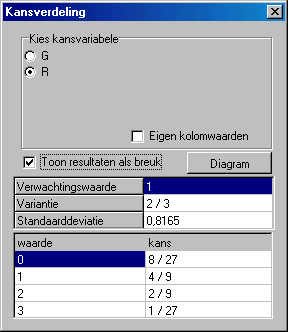 Kansverdeling
Kies kansvariabele
G
R
Eigen kolomwaarden
Toon resultaten als breuk
Diagram
Verwachtingswaarde 1
Variantie 2 / 3
Standaarddeviatie 0,8165
waarde kans
0 8 / 27
1 4 / 9
2 2 / 9
3 1 / 27